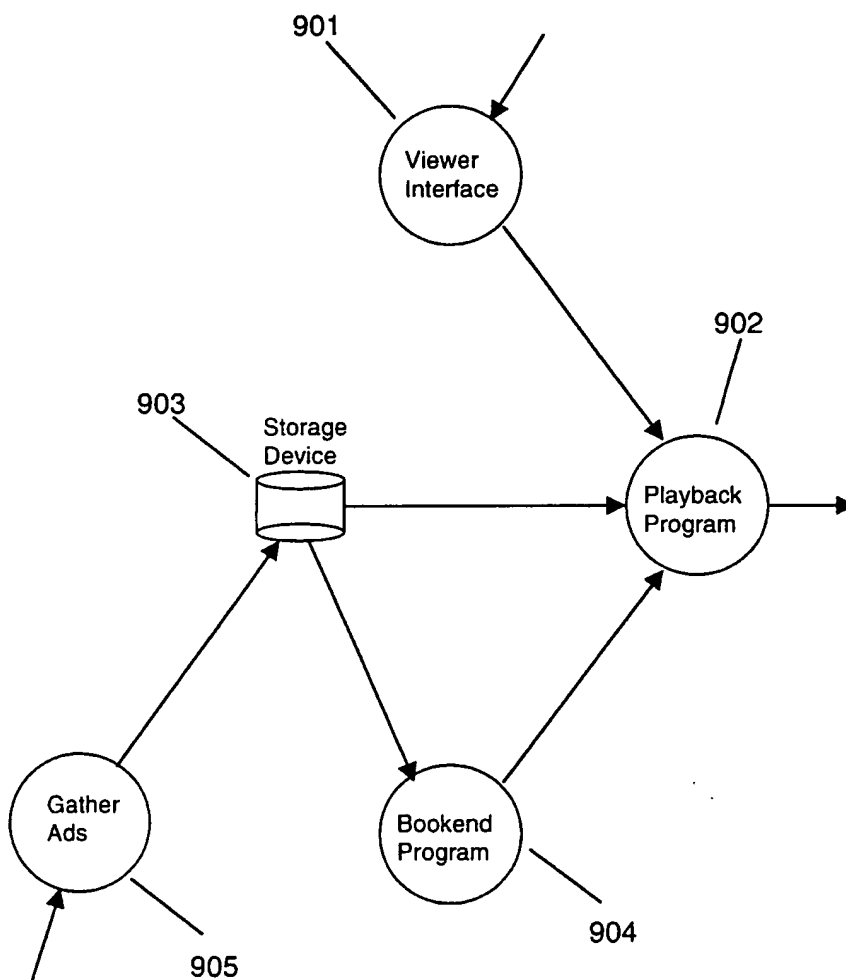 901
Viewer
Interface
902
903
Storage
Device
Playback
Program
Gather
Ads
Bookend
Program
904
905